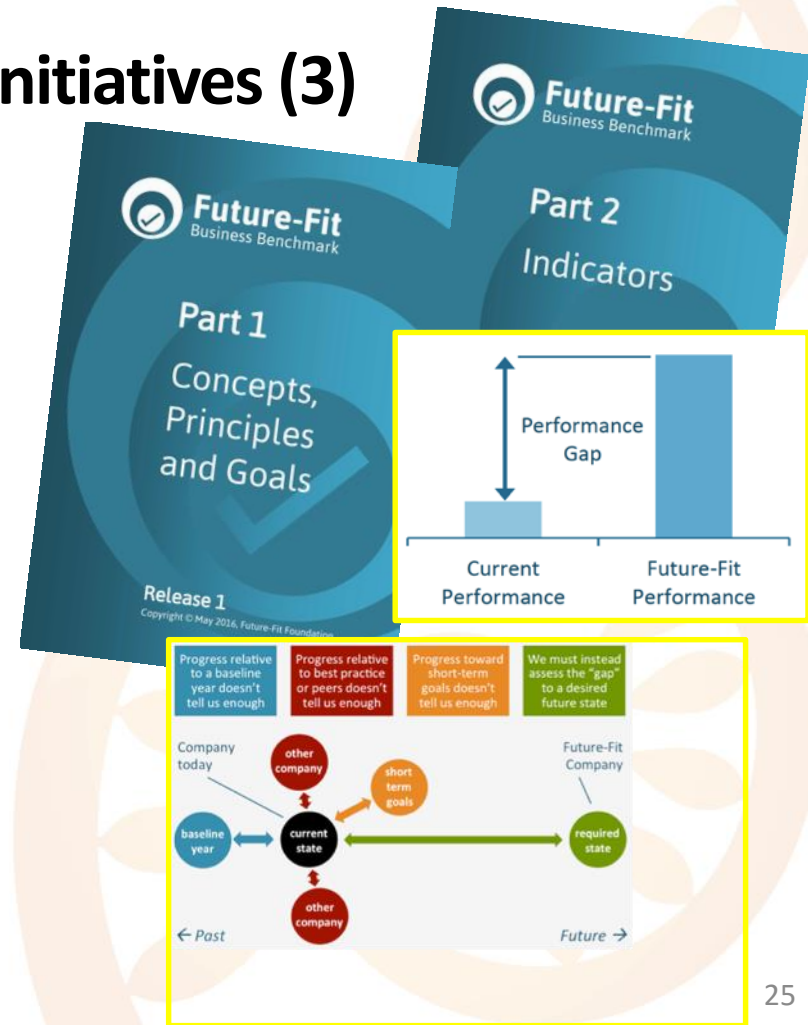 nitiatives (3)
Future-Fit
Business Benchmark
Part 2
Indicators
Future-Fit
Business Benchmark
Part 1
Concepts,
Principles
and Goals
Release 1
Copyright © May 2016, Future-Fit Foundation
Performance
Gap
Current
Performance
Future-Fit
Performance
Progress relative
to a baseline
year doesn't
tell us enough
Progress relative
to best practice
or peers doesn't
tell us enough
Progress toward
short-term
goals doesn't
tell us enough
We must instead
assess the "gap"
to a desired
future state
Company
today
other
company
short
term
goals
Future-Fit
Company
baseline
year
current
state
required
state
other
company
← Past
Future →
25